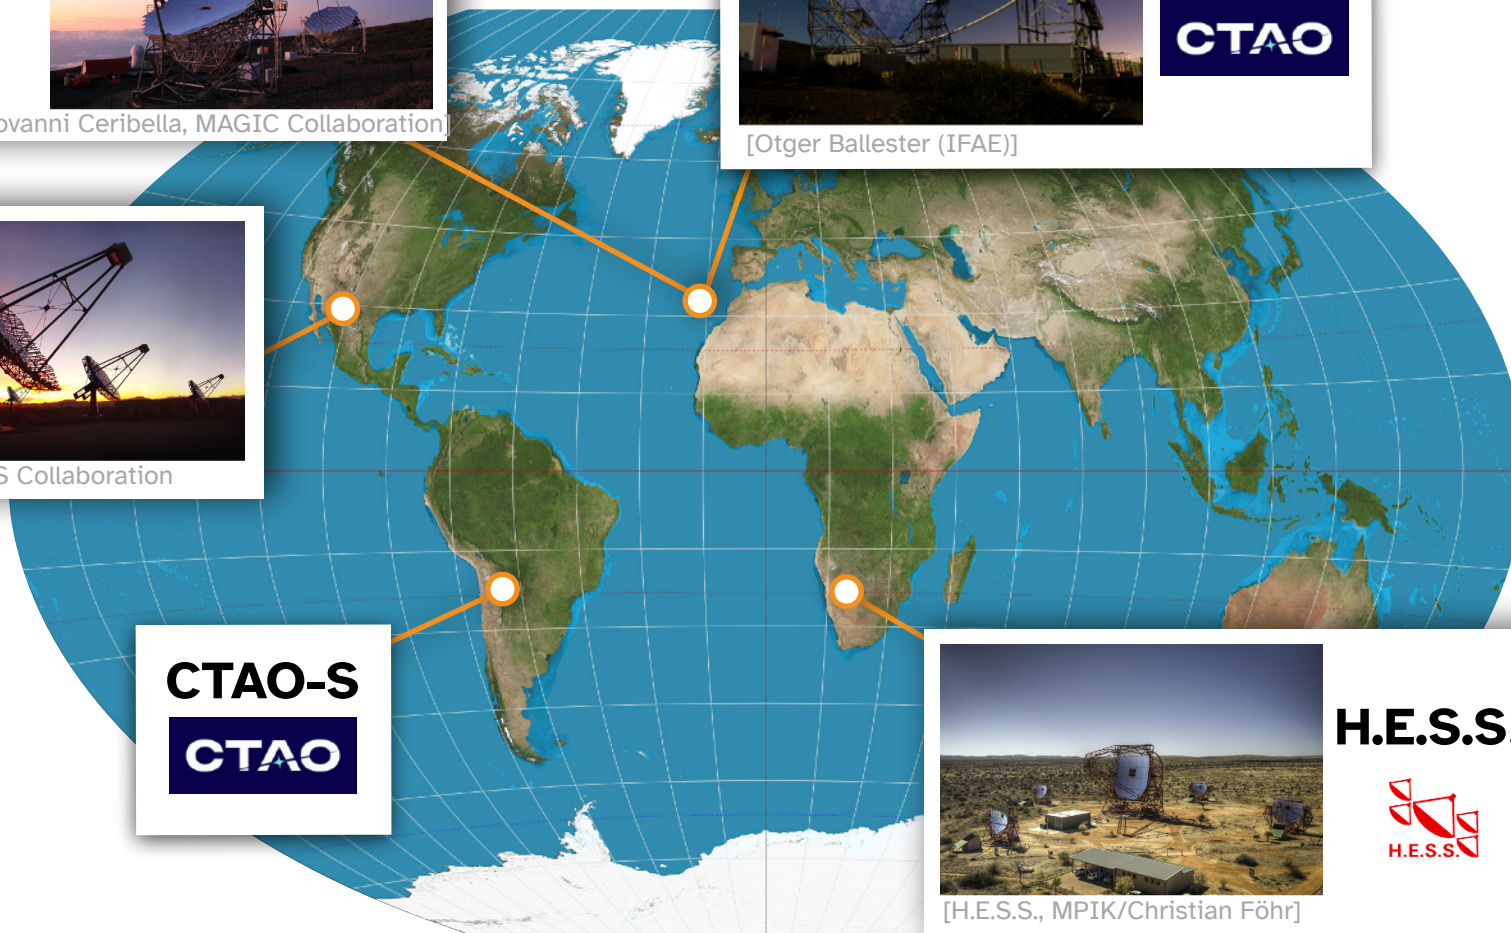 ovanni Ceribella, MAGIC Collaboration]
CTAO
[Otger Ballester (IFAE)]
S Collaboration
CTAO-S
CTAO
H.E.S.S.
H.E.S.S.
[H.E.S.S., MPIK/Christian Föhr]